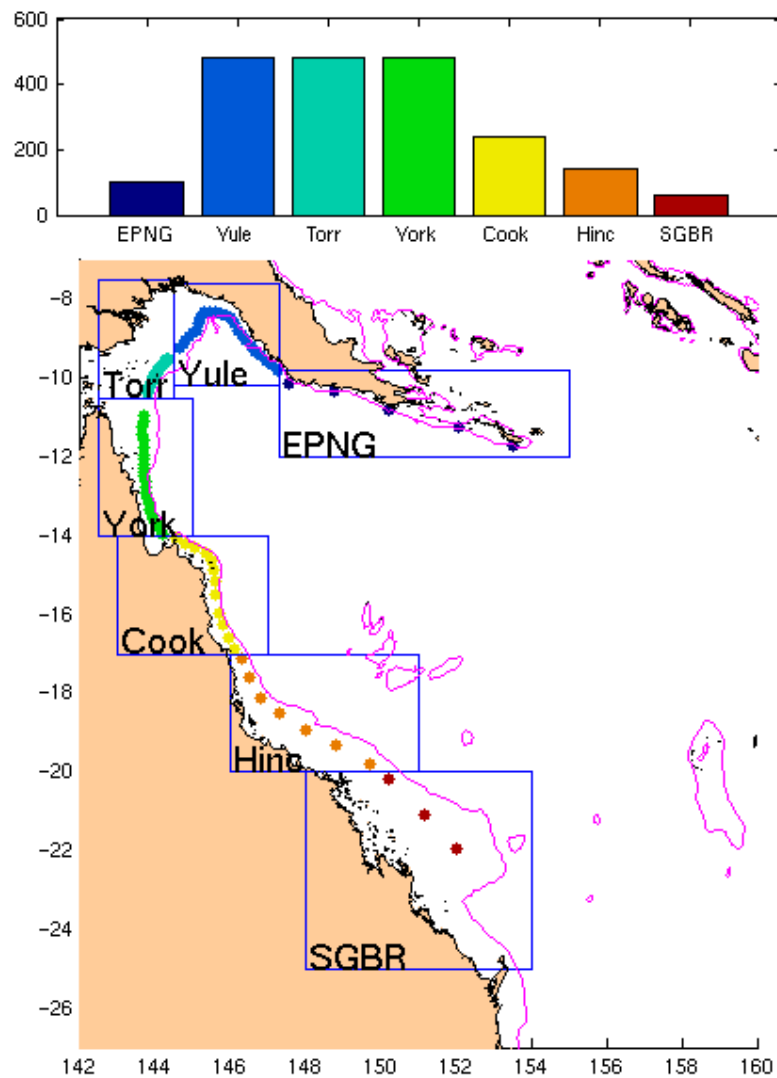 600
400
200
0
EPNG Yule Torr York Cook Hinc SGBR
-8
-10
-12
-14
-16
-18
-20
-22
-24
-26
Torr
Yule
EPNG
York
Cook
Hinc
SGBR
142 144 146 148 150 152 154 156 158 160